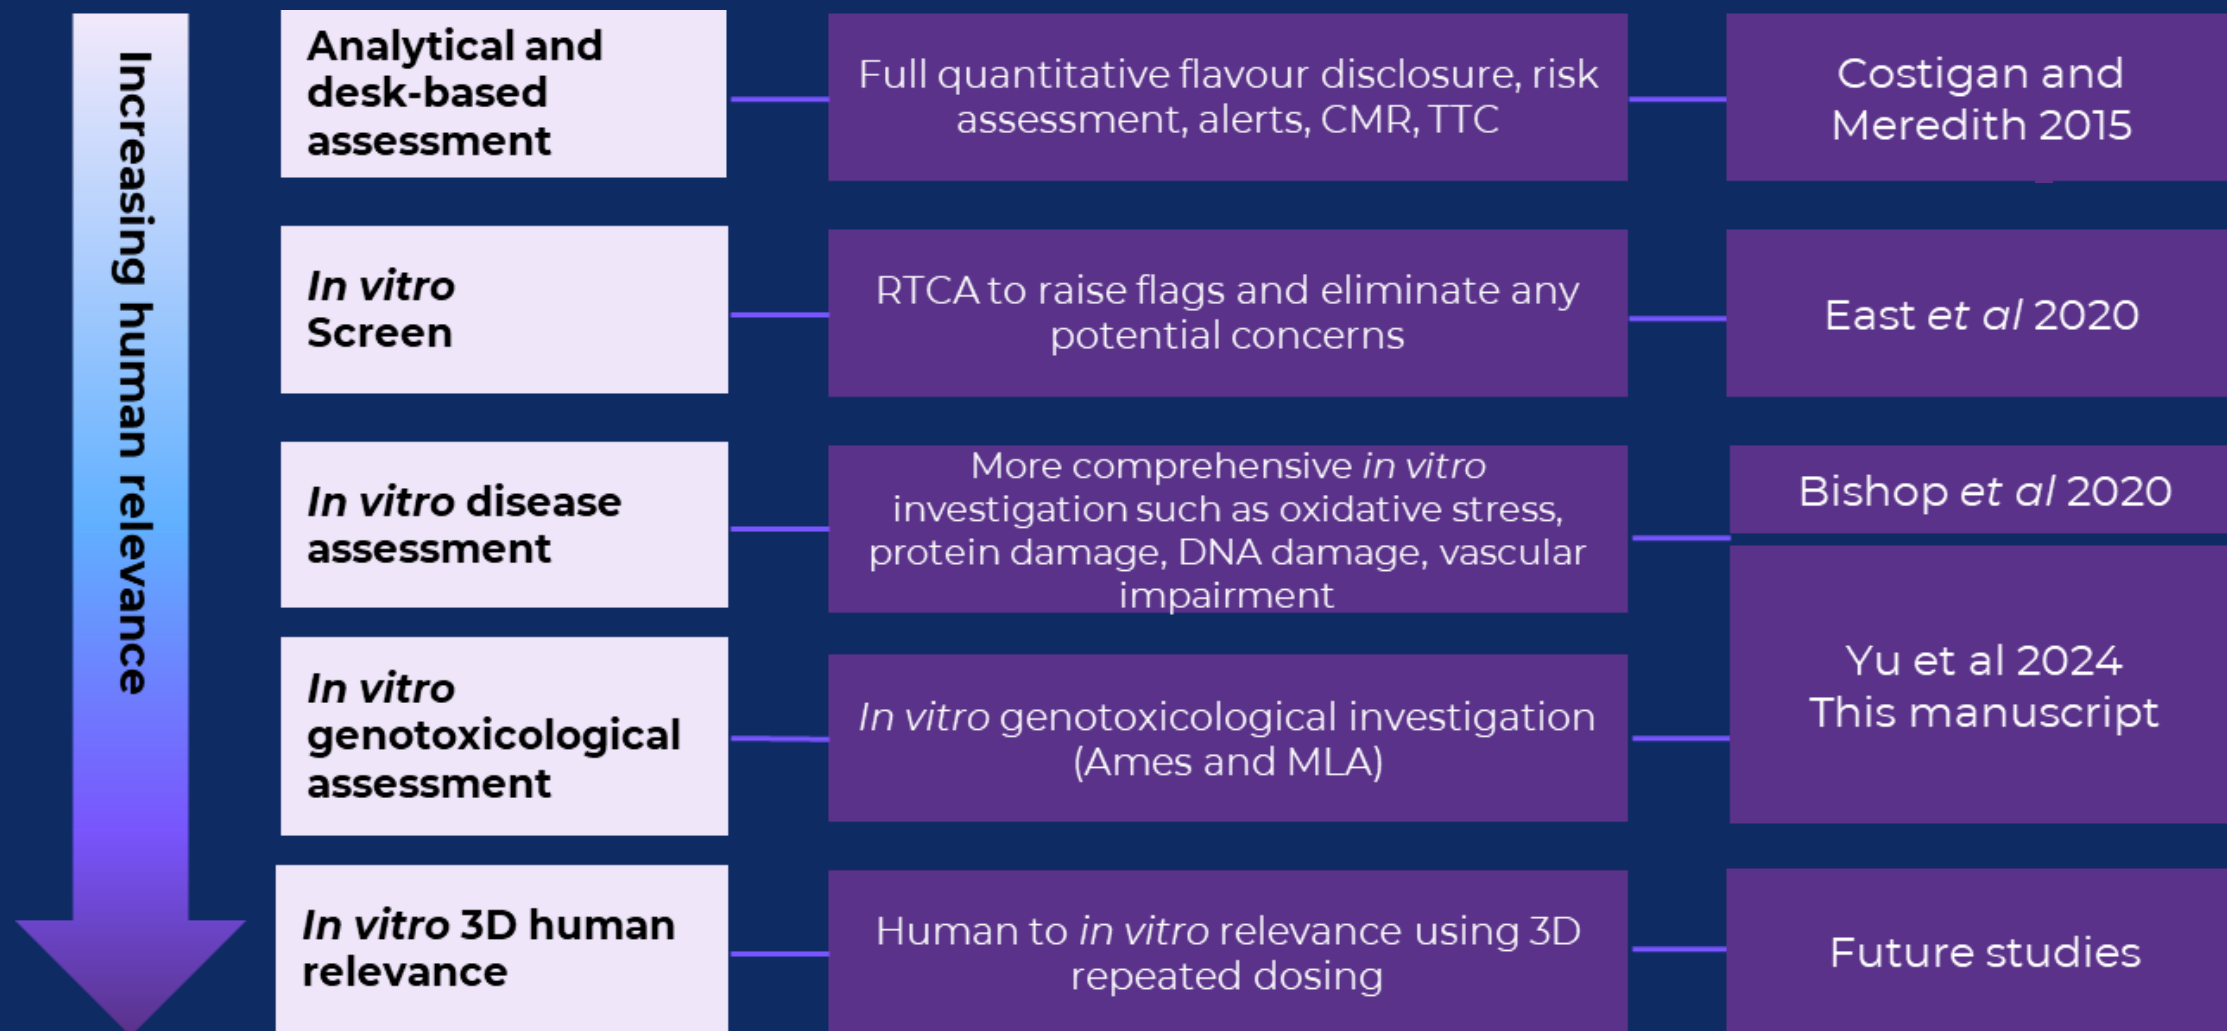 Increasing human relevance
Analytical and
desk-based
assessment
Full quantitative flavour disclosure, risk
assessment, alerts, CMR, TTC
Costigan and
Meredith 2015
In vitro
Screen
RTCA to raise flags and eliminate any
potential concerns
East et al 2020
In vitro disease
assessment
More comprehensive in vitro
investigation such as oxidative stress,
protein damage, DNA damage, vascular
impairment
Bishop et al 2020
In vitro
genotoxicological
assessment
In vitro genotoxicological investigation
(Ames and MLA)
Yu et al 2024
This manuscript
In vitro 3D human
relevance
Human to in vitro relevance using 3D
repeated dosing
Future studies